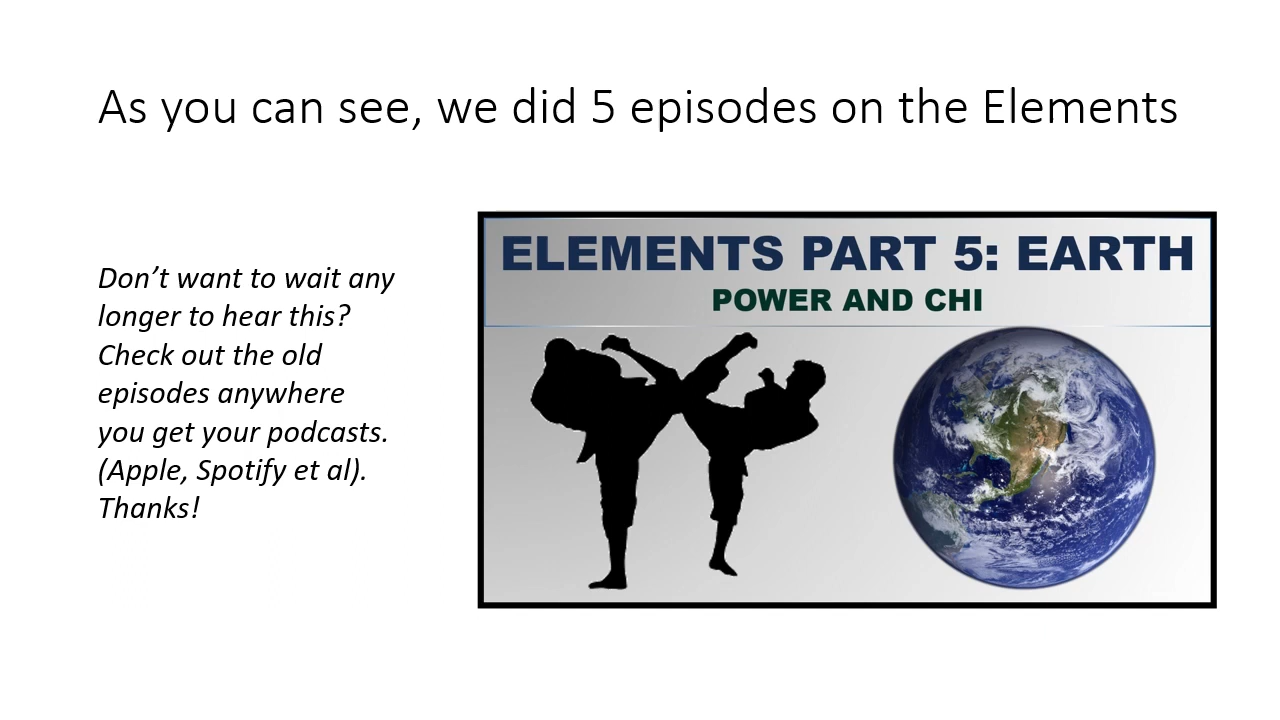 As you can see, we did 5 episodes on the Elements
Don’t want to wait any
longer to hear this?
Check out the old
episodes anywhere
you get your podcasts.
(Apple, Spotify et al).
Thanks!
ELEMENTS PART 5: EARTH
POWER AND CHI